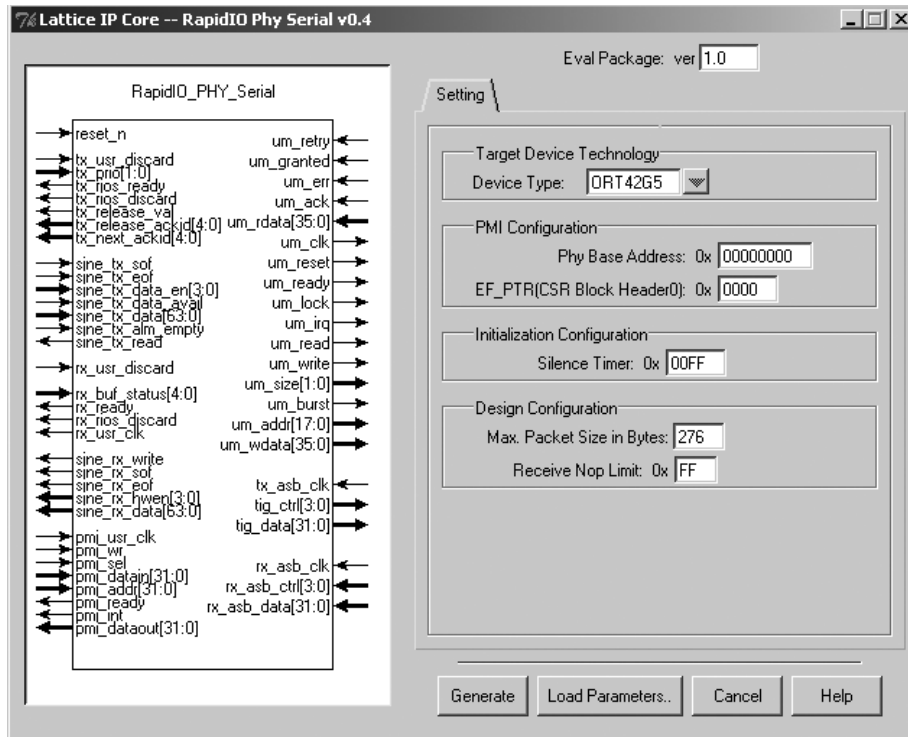 Lattice IP Core -- RapidIO Phy Serial v0.4
Eval Package: ver 1.0
RapidIO_PHY_Serial
reset_n
tx_usr_discard
tx_prio[1:0]
tx_rios_ready
tx_rios_discard
tx_release_val
tx_release_ackid[4:0]
tx_next_ackid[4:0]
sine_tx_sof
sine_tx_eof
sine_tx_data_en[3:0]
sine_tx_data_avail
sine_tx_data[63:0]
sine_tx_alm_empty
sine_tx_read
rx_usr_discard
rx_buf_status[4:0]
rx_ready
rx_rios_discard
rx_usr_clk
sine_rx_write
sine_rx_sof
sine_rx_eof
sine_rx_hwen[3:0]
sine_rx_data[63:0]
pmi_usr_clk
pmi_wr
pmi_sel
pmi_datain[31:0]
pmi_addr[31:0]
pmi_ready
pmi_int
pmi_dataout[31:0]
um_retry
um_granted
um_err
um_ack
um_rdata[35:0]
um_clk
um_reset
um_ready
um_lock
um_irq
um_read
um_write
um_size[1:0]
um_burst
um_addr[17:0]
um_wdata[35:0]
tx_asb_clk
tig_ctrl[3:0]
tig_data[31:0]
rx_asb_clk
rx_asb_ctrl[3:0]
rx_asb_data[31:0]
Setting
Target Device Technology
Device Type: ORT42G5
PMI Configuration
Phy Base Address: 0x 00000000
EF_PTR(CSR Block Header0): 0x 0000
Initialization Configuration
Silence Timer: 0x 00FF
Design Configuration
Max. Packet Size in Bytes: 276
Receive Nop Limit: 0x FF
Generate
Load Parameters..
Cancel
Help